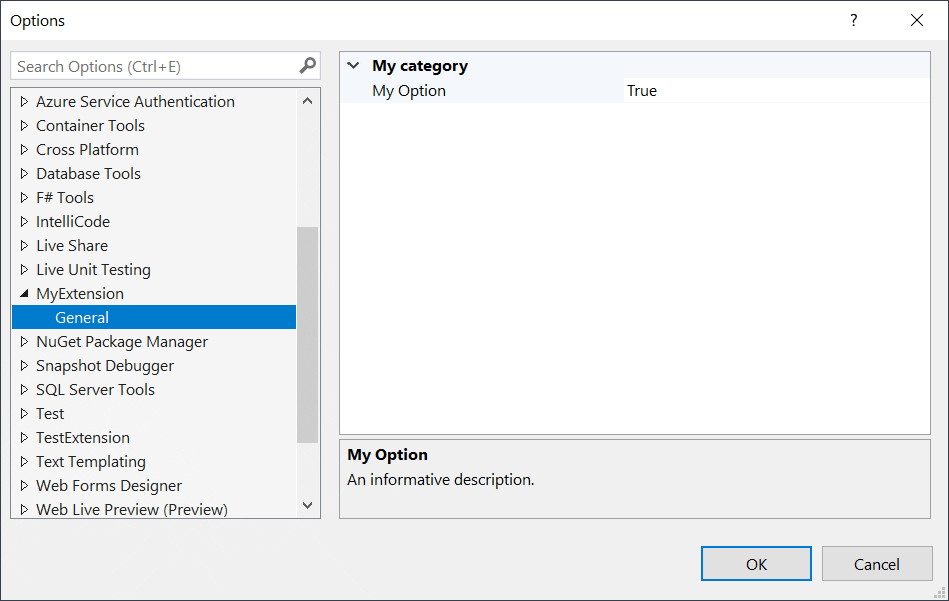 Options
?
Search Options (Ctrl+E)
Azure Service Authentication
Container Tools
Cross Platform
Database Tools
F# Tools
IntelliCode
Live Share
Live Unit Testing
MyExtension
General
NuGet Package Manager
Snapshot Debugger
SQL Server Tools
Test
TestExtension
Text Templating
Web Forms Designer
Web Live Preview (Preview)
My category
My Option True
My Option
An informative description.
OK Cancel